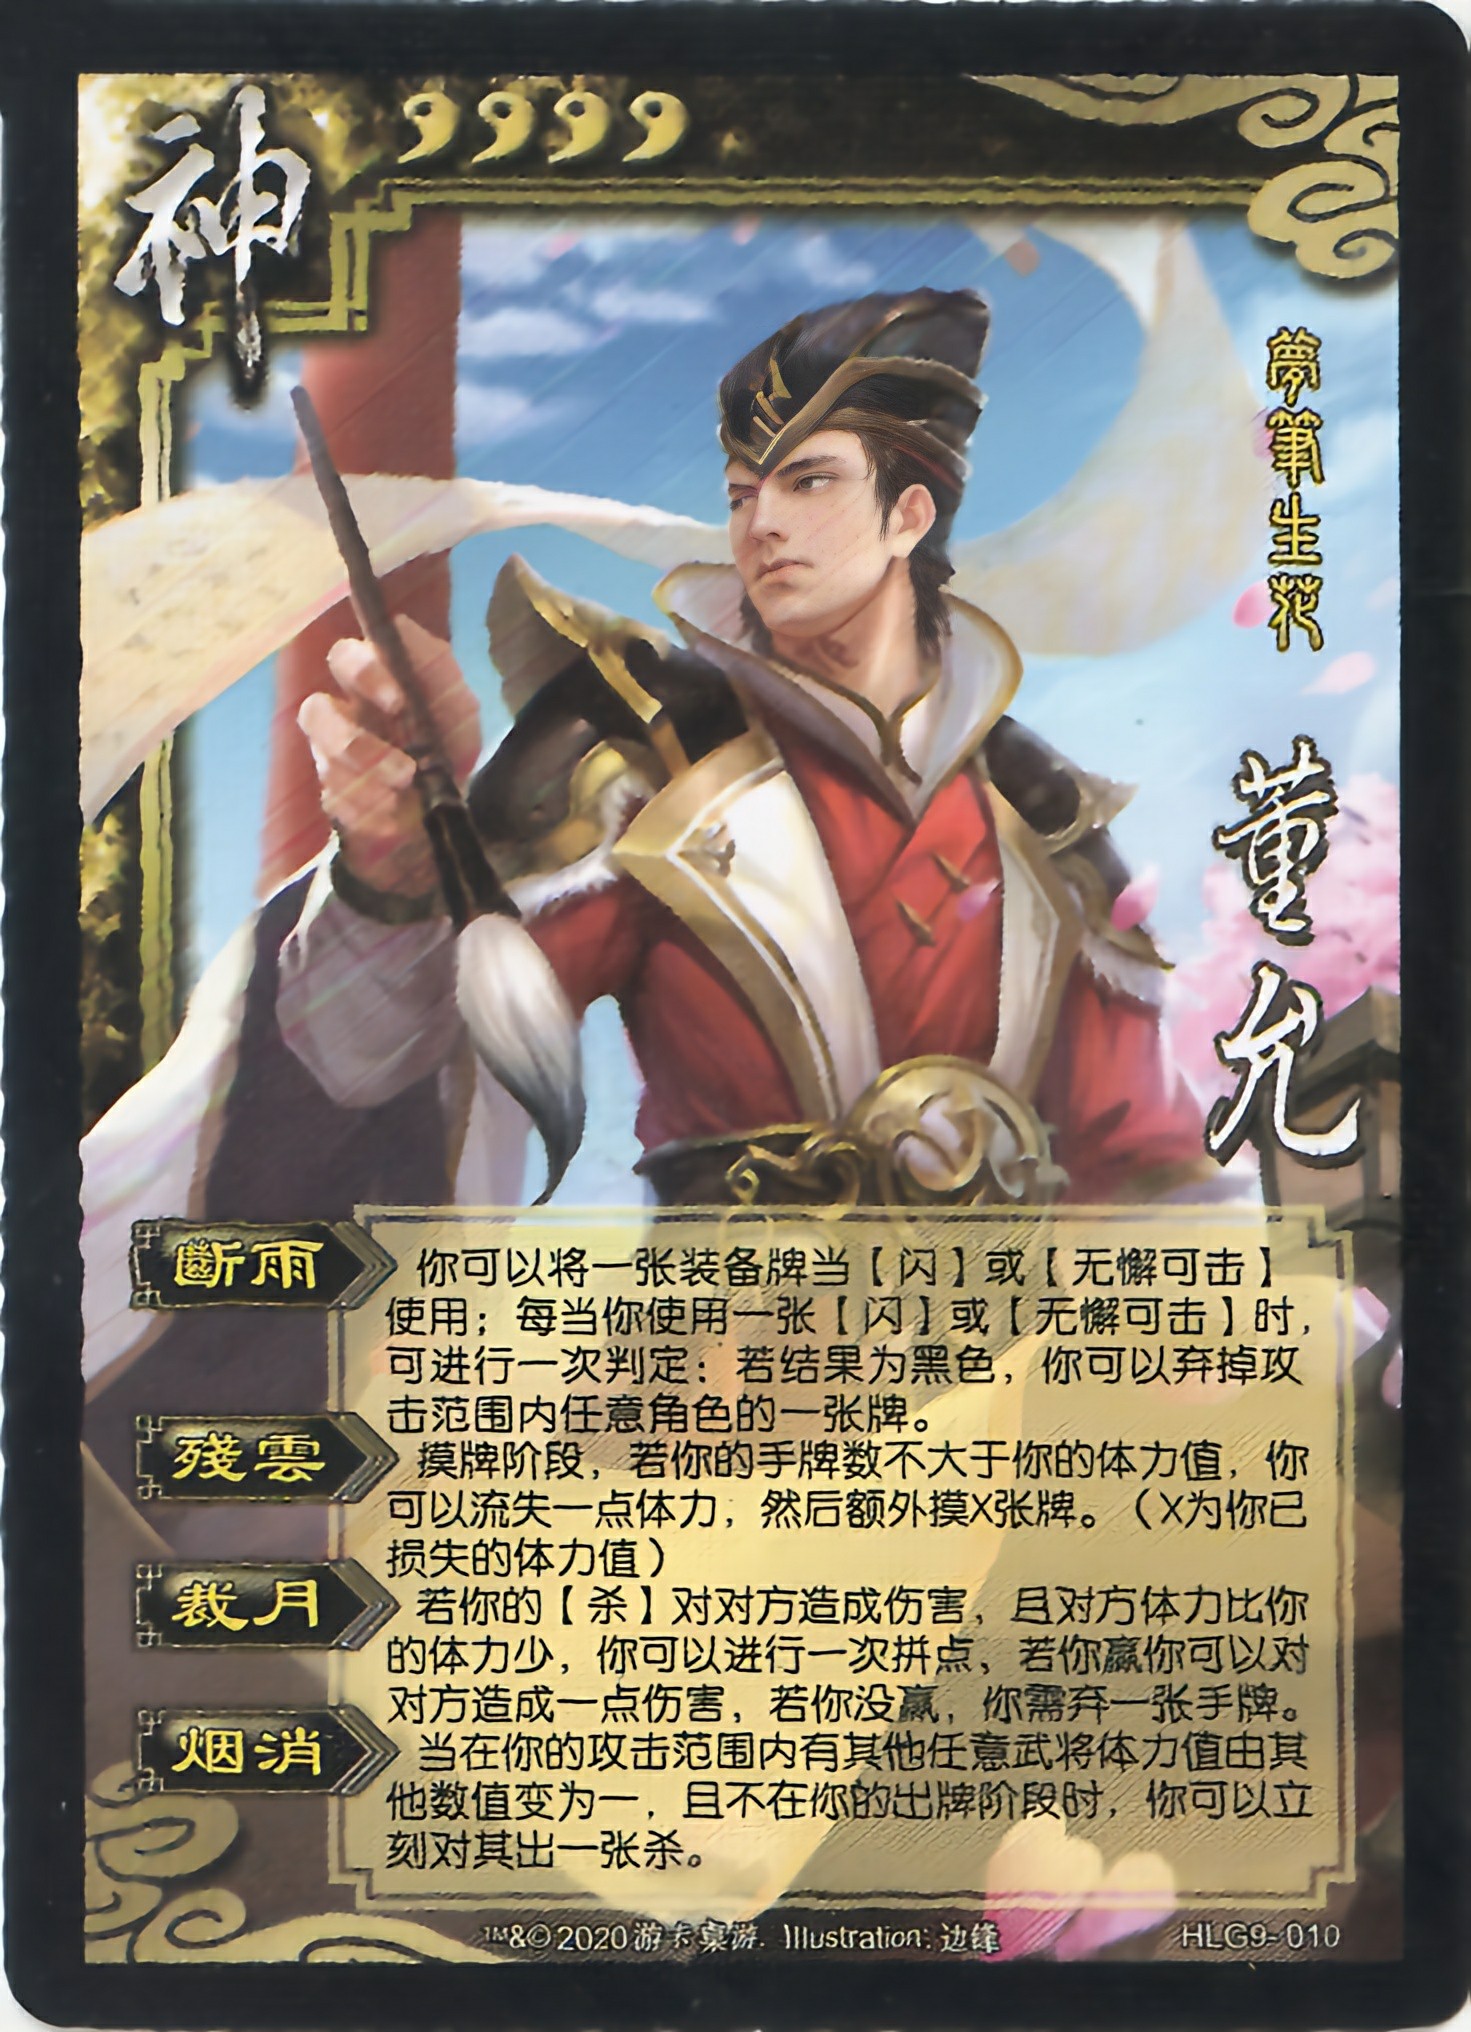 神
夢筆生花
董允
斷雨
你可以将一张装备牌当【闪】或【无懈可击】
使用；每当你使用一张【闪】或【无懈可击】时，
可进行一次判定：若结果为黑色，你可以弃掉攻
击范围内任意角色的一张牌。
殘雲
摸牌阶段，若你的手牌数不大于你的体力值，你
可以流失一点体力，然后额外摸X张牌。（X为你已
损失的体力值）
裁月
若你的【杀】对对方造成伤害，且对方体力比你
的体力少，你可以进行一次拼点，若你赢你可以对
对方造成一点伤害，若你没赢，你需弃一张手牌。
烟消
当在你的攻击范围内有其他任意武将体力值由其
他数值变为一，且不在你的出牌阶段时，你可以立
刻对其出一张杀。
™&©2020游卡桌游. Illustration: 边锋
HLG9-010